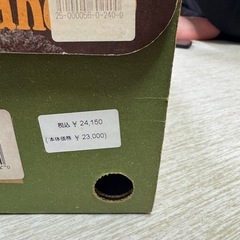 25-000056-0-240-0
税込 ¥ 24,150
(本体価格 ¥ 23,000)